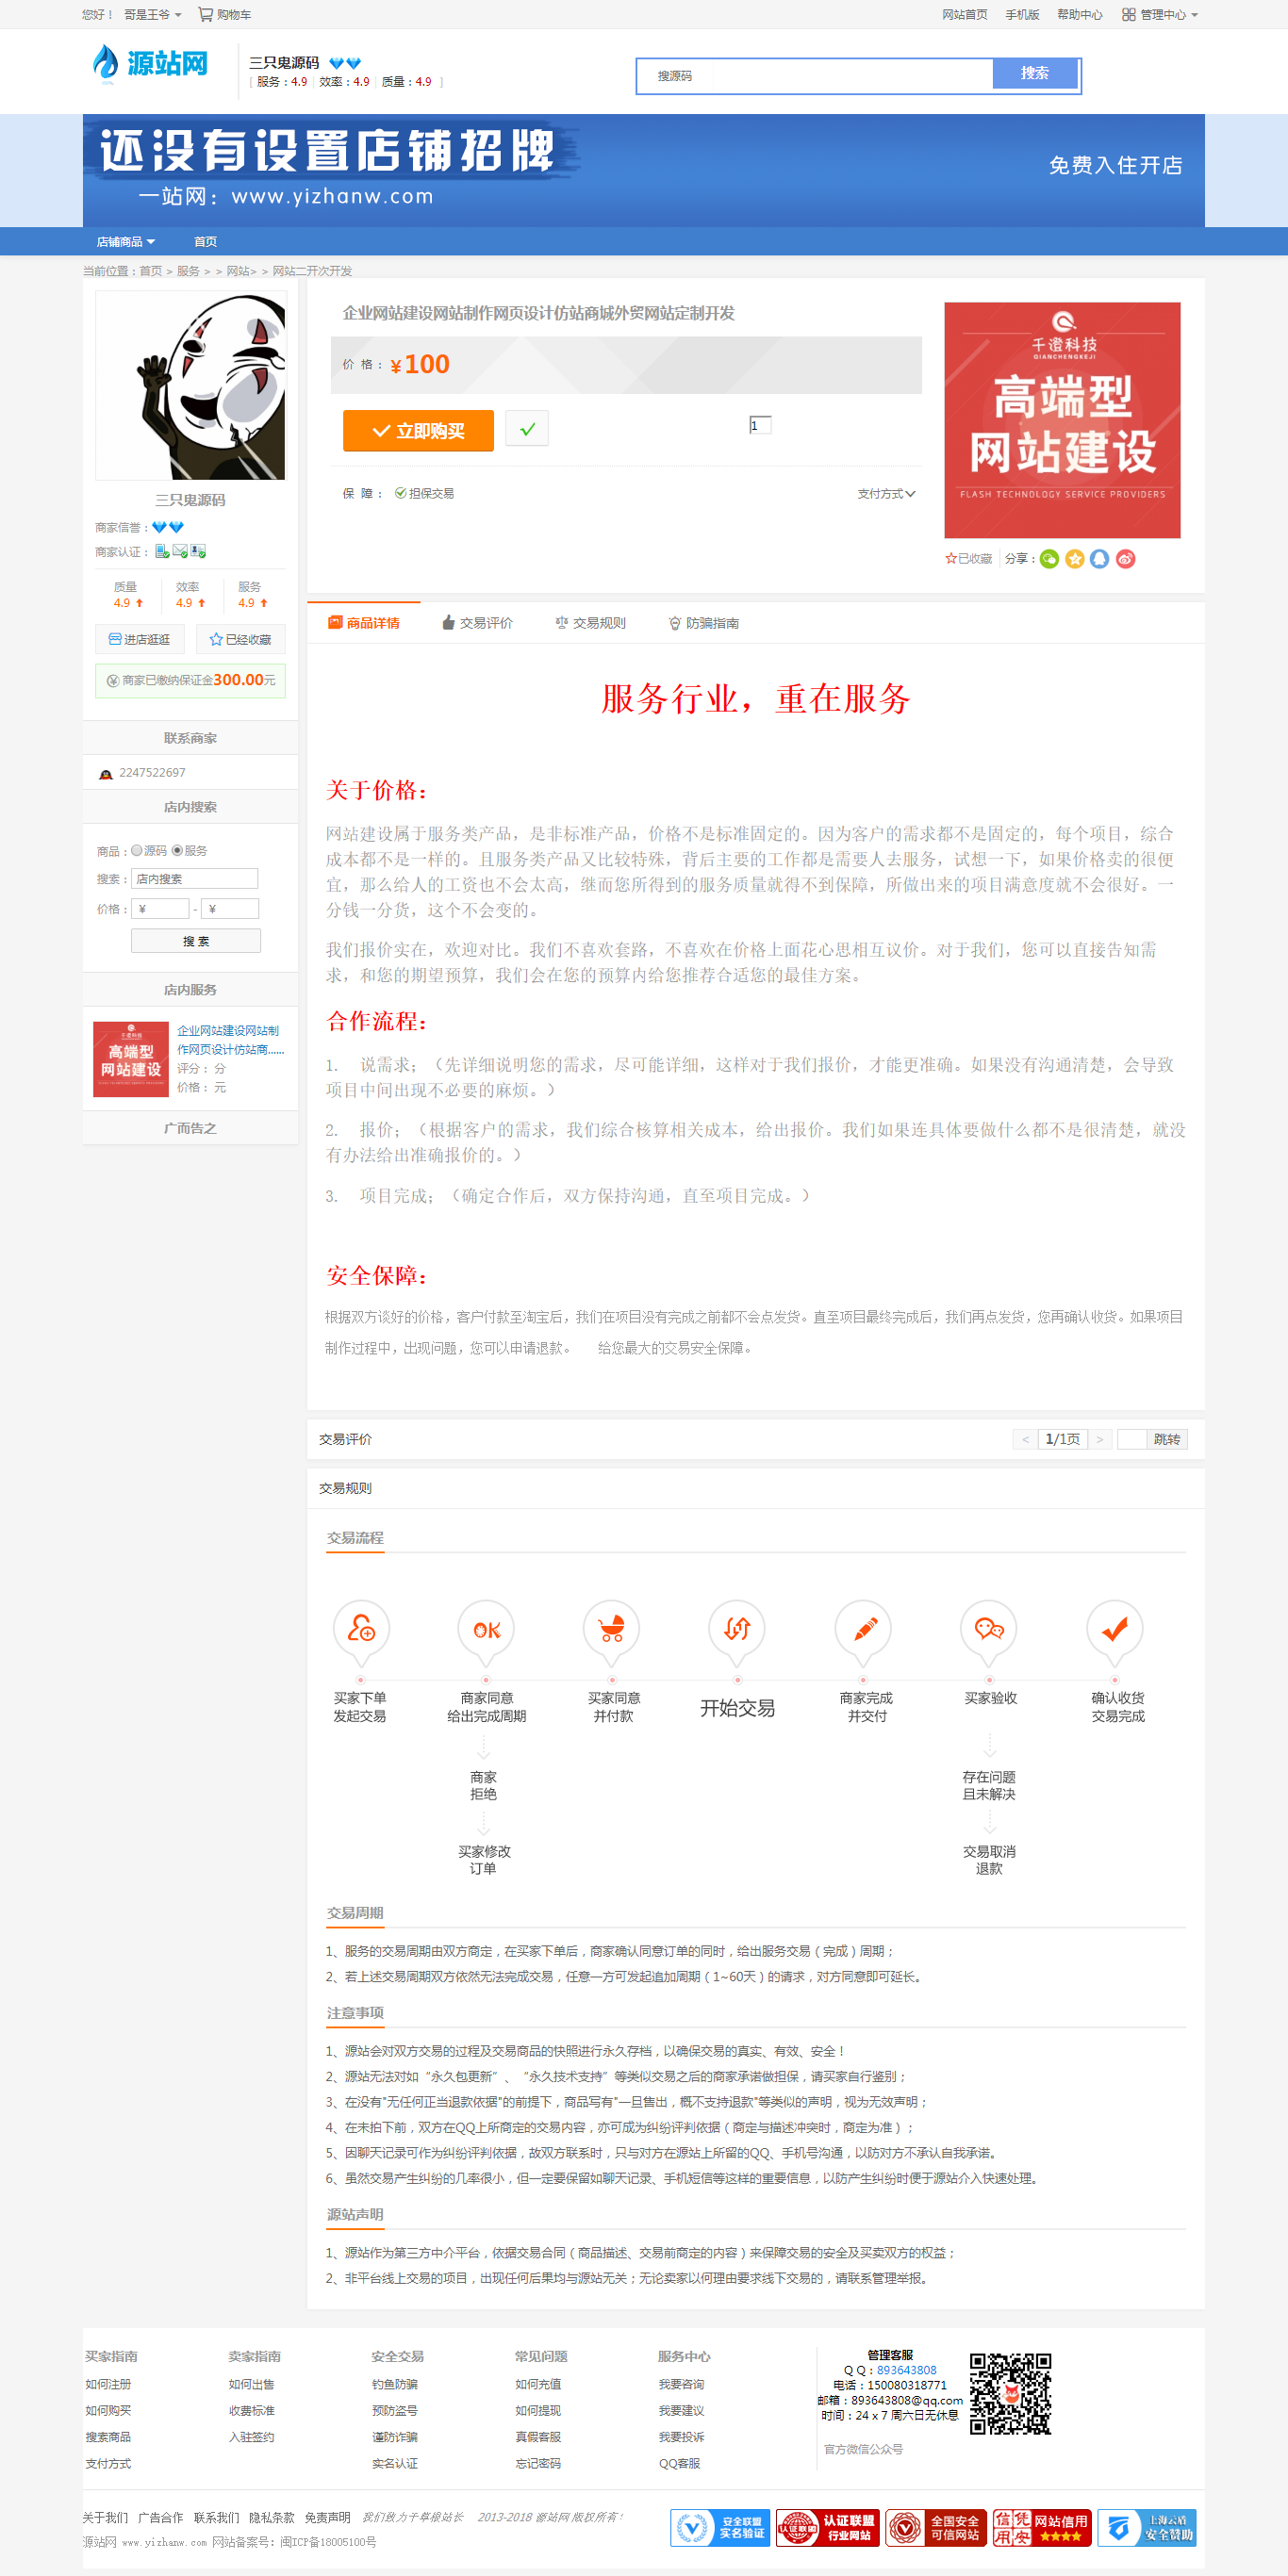 您好！ 哥是王爷 购物车 网站首页 手机版 帮助中心 管理中心
源站网
三只鬼源码
[ 服务：4.9 | 效率：4.9 | 质量：4.9 ]
搜源码 搜索
还没有设置店铺招牌
一站网：www.yizhanw.com
免费入住开店
店铺商品 首页
当前位置：首页 > 服务 > > 网站> > 网站二开次开发
三只鬼源码
商家信誉：
商家认证：
质量 效率 服务
4.9 4.9 4.9
进店逛逛 已经收藏
商家已缴纳保证金300.00元
联系商家
2247522697
店内搜索
商品：源码 服务
搜索：店内搜索
价格：¥ - ¥
搜 索
店内服务
千澄科技
高端型
网站建设
企业网站建设网站制
作网页设计仿站商......
评分： 分
价格： 元
广而告之
企业网站建设网站制作网页设计仿站商城外贸网站定制开发
价 格：¥100
立即购买 1
保 障： 担保交易 支付方式
千澄科技
QIANCHENGKEJI
高端型
网站建设
FLASH TECHNOLOGY SERVICE PROVIDERS
已收藏 分享：
商品详情 交易评价 交易规则 防骗指南
服务行业，重在服务
关于价格：
网站建设属于服务类产品，是非标准产品，价格不是标准固定的。因为客户的需求都不是固定的，每个项目，综合
成本都不是一样的。且服务类产品又比较特殊，背后主要的工作都是需要人去服务，试想一下，如果价格卖的很便
宜，那么给人的工资也不会太高，继而您所得到的服务质量就得不到保障，所做出来的项目满意度就不会很好。一
分钱一分货，这个不会变的。
我们报价实在，欢迎对比。我们不喜欢套路，不喜欢在价格上面花心思相互议价。对于我们，您可以直接告知需
求，和您的期望预算，我们会在您的预算内给您推荐合适您的最佳方案。
合作流程：
1. 说需求；（先详细说明您的需求，尽可能详细，这样对于我们报价，才能更准确。如果没有沟通清楚，会导致
项目中间出现不必要的麻烦。）
2. 报价；（根据客户的需求，我们综合核算相关成本，给出报价。我们如果连具体要做什么都不是很清楚，就没
有办法给出准确报价的。）
3. 项目完成；（确定合作后，双方保持沟通，直至项目完成。）
安全保障：
根据双方谈好的价格，客户付款至淘宝后，我们在项目没有完成之前都不会点发货。直至项目最终完成后，我们再点发货，您再确认收货。如果项目
制作过程中，出现问题，您可以申请退款。 给您最大的交易安全保障。
交易评价 < 1/1页 > 跳转
交易规则
交易流程
OK
买家下单 商家同意 买家同意 开始交易 商家完成 买家验收 确认收货
发起交易 给出完成周期 并付款 并交付 交易完成
商家 存在问题
拒绝 且未解决
买家修改 交易取消
订单 退款
交易周期
1、服务的交易周期由双方商定，在买家下单后，商家确认同意订单的同时，给出服务交易（完成）周期；
2、若上述交易周期双方依然无法完成交易，任意一方可发起追加周期（1~60天）的请求，对方同意即可延长。
注意事项
1、源站会对双方交易的过程及交易商品的快照进行永久存档，以确保交易的真实、有效、安全！
2、源站无法对如“永久包更新”、“永久技术支持”等类似交易之后的商家承诺做担保，请买家自行鉴别；
3、在没有"无任何正当退款依据"的前提下，商品写有"一旦售出，概不支持退款"等类似的声明，视为无效声明；
4、在未拍下前，双方在QQ上所商定的交易内容，亦可成为纠纷评判依据（商定与描述冲突时，商定为准）；
5、因聊天记录可作为纠纷评判依据，故双方联系时，只与对方在源站上所留的QQ、手机号沟通，以防对方不承认自我承诺。
6、虽然交易产生纠纷的几率很小，但一定要保留如聊天记录、手机短信等这样的重要信息，以防产生纠纷时便于源站介入快速处理。
源站声明
1、源站作为第三方中介平台，依据交易合同（商品描述、交易前商定的内容）来保障交易的安全及买卖双方的权益；
2、非平台线上交易的项目，出现任何后果均与源站无关；无论卖家以何理由要求线下交易的，请联系管理举报。
买家指南 卖家指南 安全交易 常见问题 服务中心
如何注册 如何出售 钓鱼防骗 如何充值 我要咨询
如何购买 收费标准 预防盗号 如何提现 我要建议
搜索商品 入驻签约 谨防诈骗 真假客服 我要投诉
支付方式 实名认证 忘记密码 QQ客服
管理客服
Q Q：893643808
电话：150080318771
邮箱：893643808@qq.com
时间：24 x 7 周六日无休息
官方微信公众号
关于我们 广告合作 联系我们 隐私条款 免责声明 我们致力于草根站长 2013-2018 源站网 版权所有！
源站网 www.yizhanw.com 网站备案号：闽ICP备18005100号
安全联盟
实名验证
认证联盟
认证联盟
行业网站
全国安全
可信网站
信凭
用安
网站信用
上海云盾
安全赞助